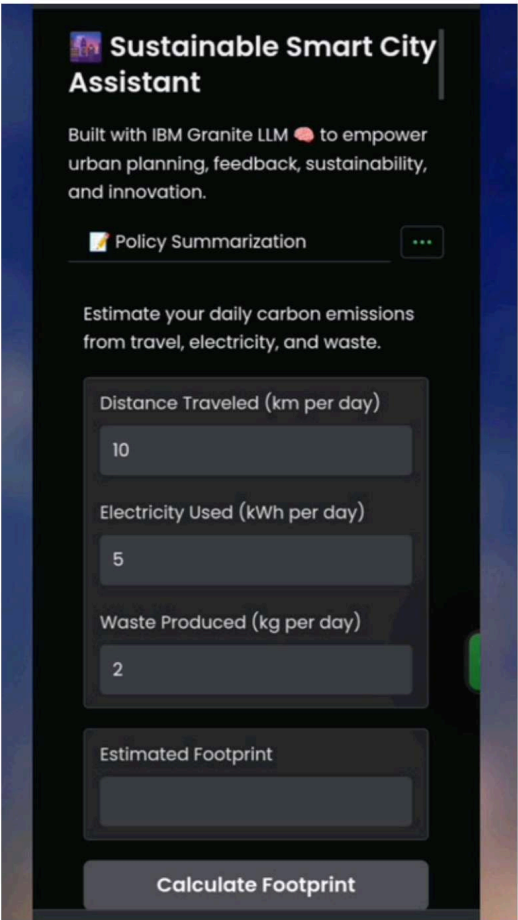 🌆 Sustainable Smart City
Assistant
Built with IBM Granite LLM 🧠 to empower
urban planning, feedback, sustainability,
and innovation.
📝 Policy Summarization
...
Estimate your daily carbon emissions
from travel, electricity, and waste.
Distance Traveled (km per day)
10
Electricity Used (kWh per day)
5
Waste Produced (kg per day)
2
Estimated Footprint
Calculate Footprint